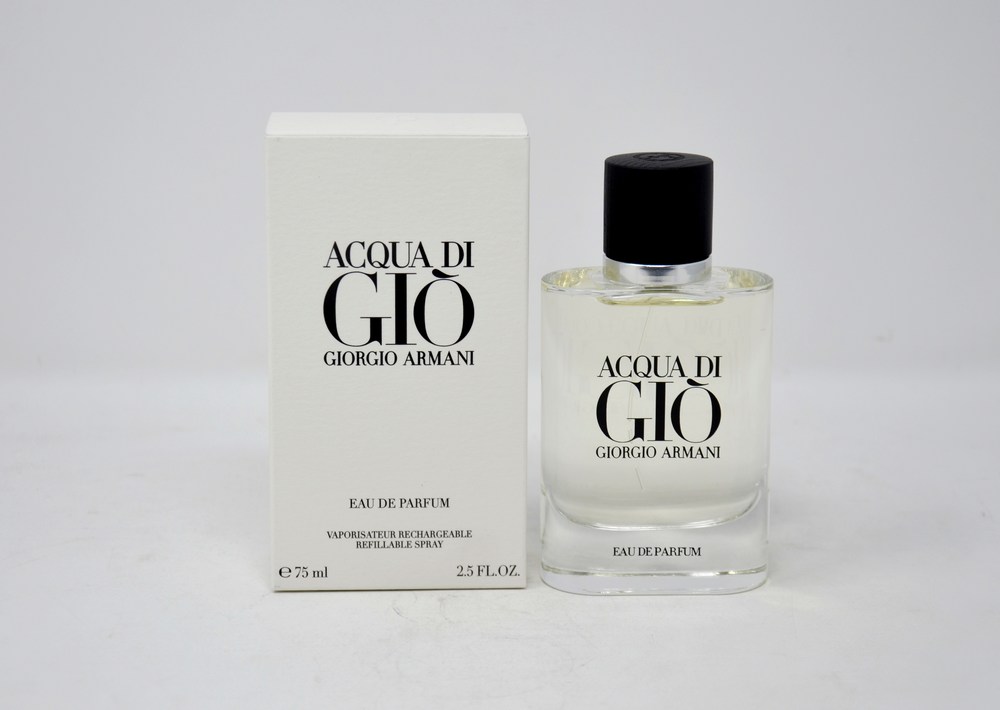 ACQUA DI
GIÒ
GIORGIO ARMANI
EAU DE PARFUM
VAPORISATEUR RECHARGEABLE
REFILLABLE SPRAY
℮ 75 ml 2.5 FL.OZ.
ACQUA DI
GIÒ
GIORGIO ARMANI
EAU DE PARFUM